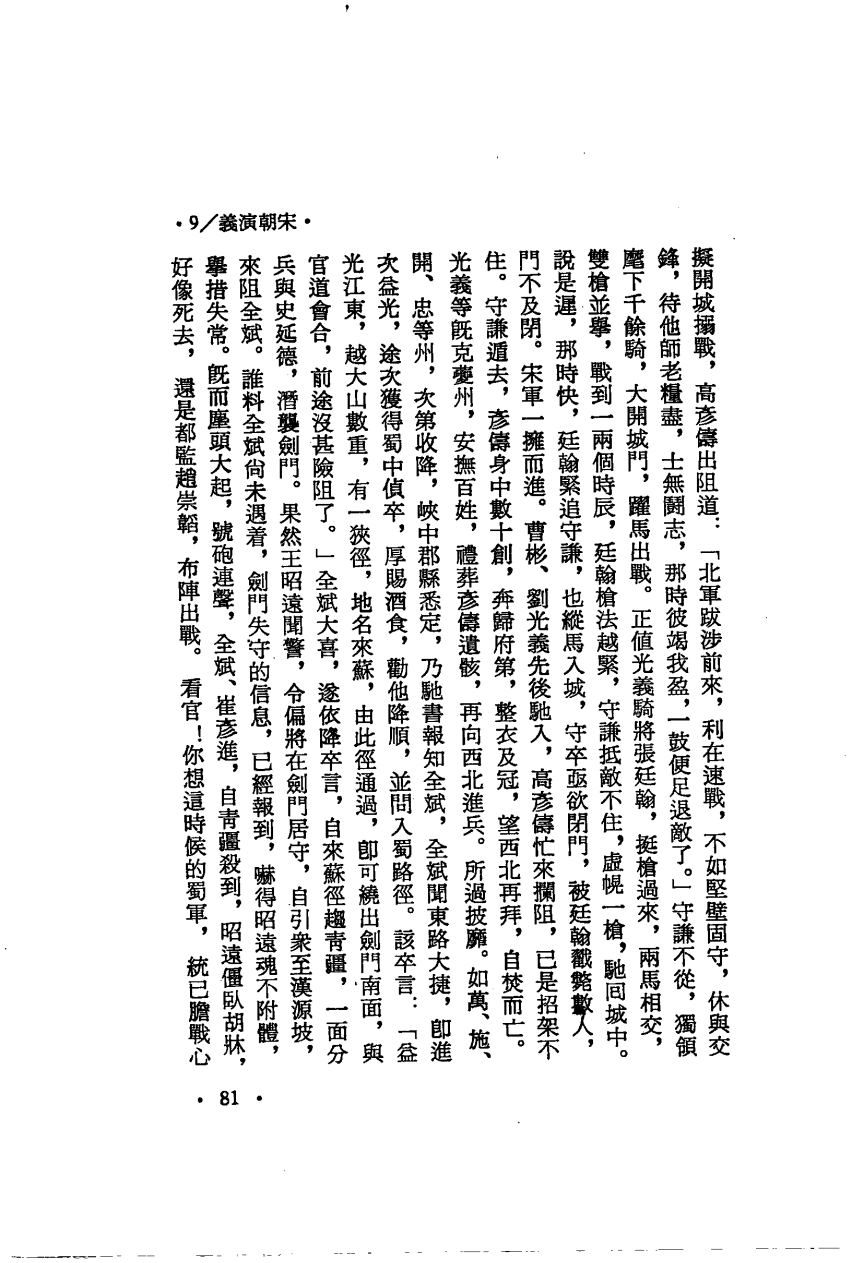 •9/義演朝宋•
擬開城搦戰，高彥儔出阻道：「北軍跋涉前來，利在速戰，不如堅壁固守，休與交
鋒，待他師老糧盡，士無鬪志，那時彼竭我盈，一鼓便足退敵了。」守謙不從，獨領
麾下千餘騎，大開城門，躍馬出戰。正值光義騎將張廷翰，挺槍過來，兩馬相交，
雙槍並舉，戰到一兩個時辰，廷翰槍法越緊，守謙抵敵不住，虛幌一槍，馳回城中。
說是遲，那時快，廷翰緊追守謙，也縱馬入城，守卒亟欲閉門，被廷翰戳斃數人，
門不及閉。宋軍一擁而進。曹彬、劉光義先後馳入，高彥儔忙來攔阻，已是招架不
住。守謙遁去，彥儔身中數十創，奔歸府第，整衣及冠，望西北再拜，自焚而亡。
光義等旣克夔州，安撫百姓，禮葬彥儔遺骸，再向西北進兵。所過披靡。如萬、施、
開、忠等州，次第收降，峽中郡縣悉定，乃馳書報知全斌，全斌聞東路大捷，卽進
次益光，途次獲得蜀中偵卒，厚賜酒食，勸他降順，並問入蜀路徑。該卒言：「益
光江東，越大山數重，有一狹徑，地名來蘇，由此徑通過，卽可繞出劍門南面，與
官道會合，前途沒甚險阻了。」全斌大喜，遂依降卒言，自來蘇徑趨靑疆，一面分
兵與史延德，潛襲劍門。果然王昭遠聞警，令偏將在劍門居守，自引衆至漢源坡，
來阻全斌。誰料全斌尙未遇着，劍門失守的信息，已經報到，嚇得昭遠魂不附體，
舉措失常。旣而塵頭大起，號砲連聲，全斌、崔彥進，自靑疆殺到，昭遠僵臥胡牀，
好像死去，還是都監趙崇韜，布陣出戰。看官！你想這時候的蜀軍，統已膽戰心
• 81 •